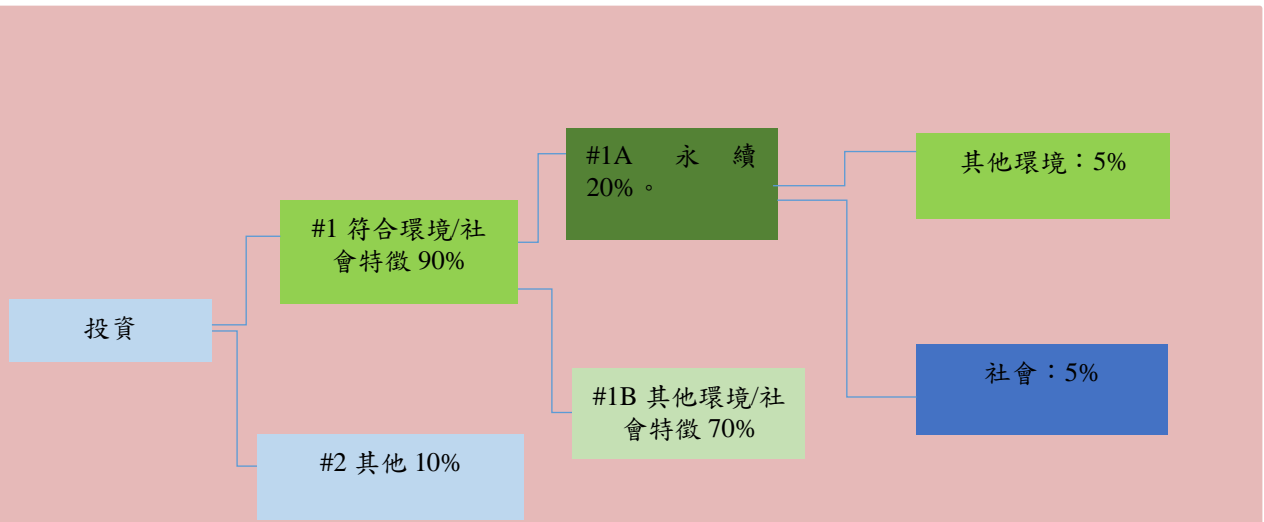 #1A 永續
20%。
其他環境：5%
#1 符合環境/社
會特徵 90%
投資
社會：5%
#1B 其他環境/社
會特徵 70%
#2 其他 10%